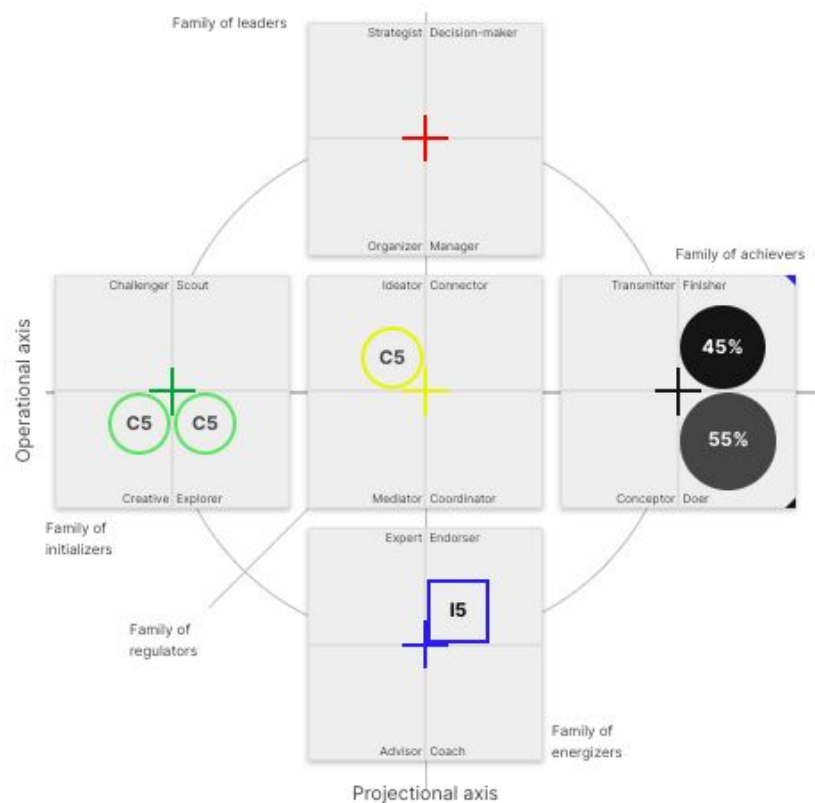 Family of leaders
Strategist Decision-maker
Organizer Manager
Family of achievers
Challenger Scout
Ideator Connector
Transmitter Finisher
45%
C5
C5 C5
55%
Operational axis
Creative Explorer
Mediator Coordinator
Conceptor Doer
Family of
initializers
Expert Endorser
I5
Family of
regulators
Advisor Coach
Family of
energizers
Projectional axis